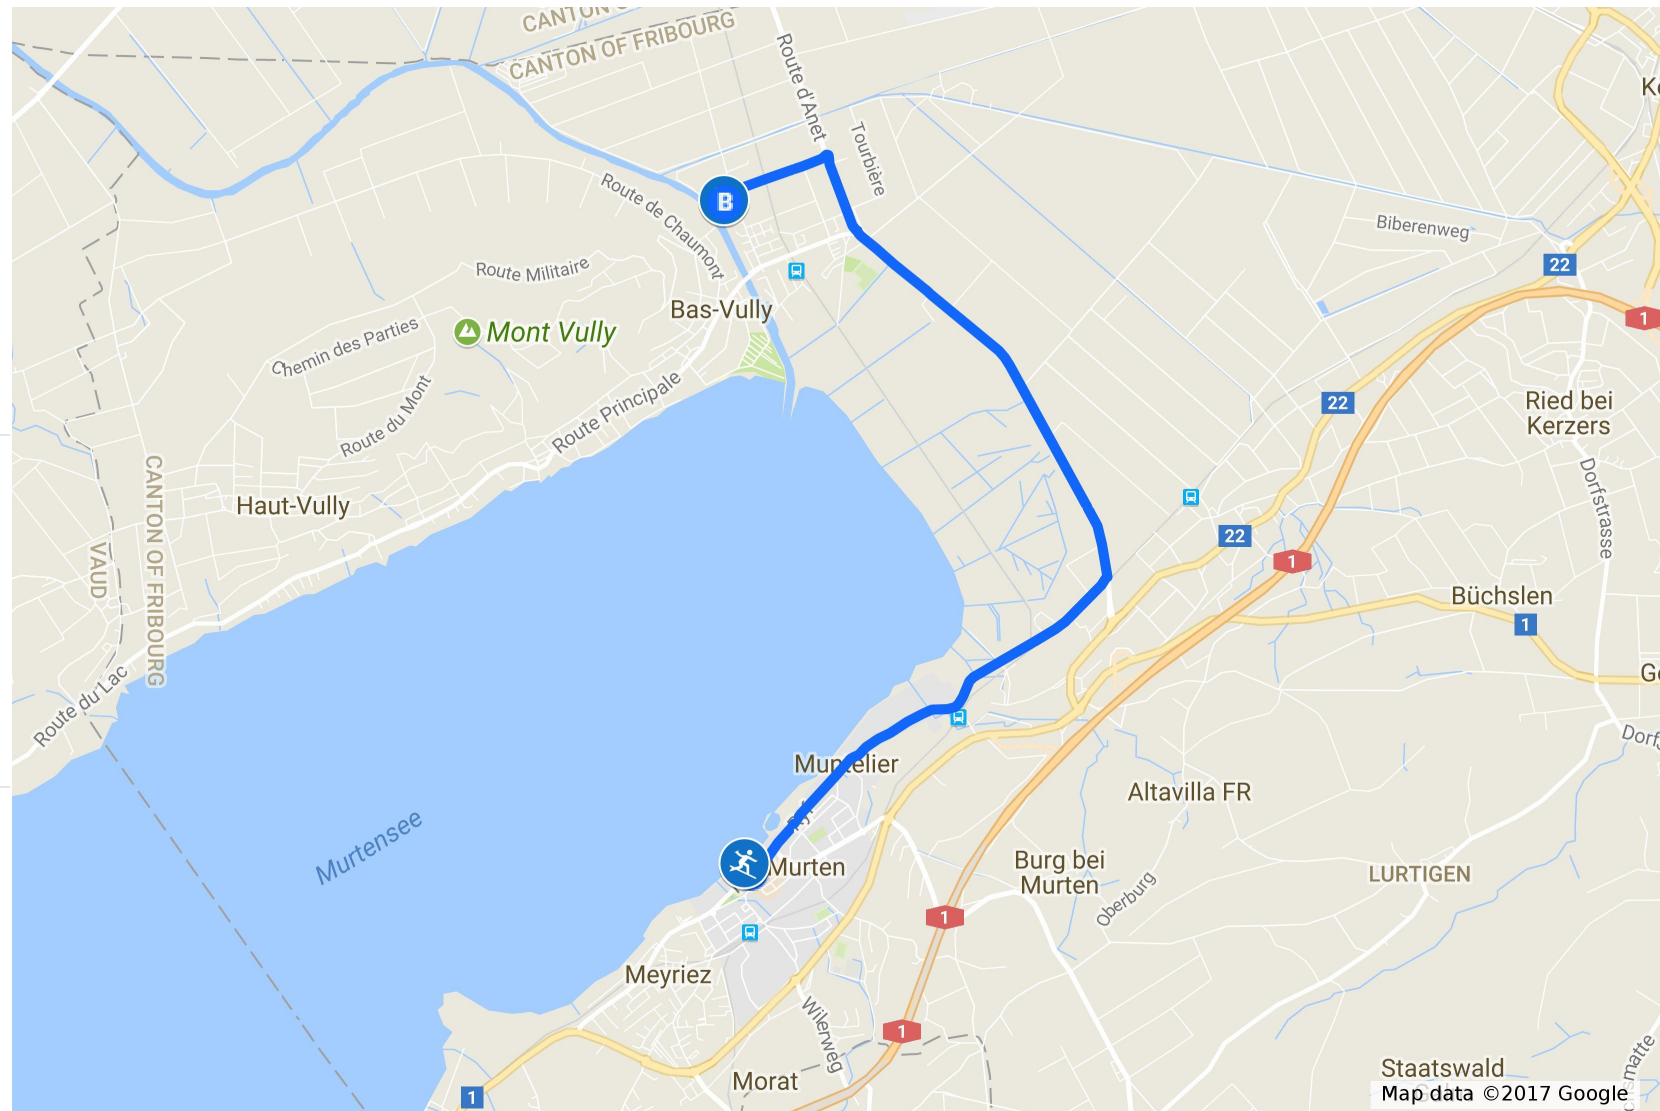 CANTON OF FRIBOURG
Route d'Anet
Tourbière
B
Route de Chaumont
Biberenweg
22
Route Militaire
Bas-Vully
1
Mont Vully
Chemin des Parties
Route du Mont
Route Principale
22
Ried bei
Kerzers
Dorfstrasse
Haut-Vully
CANTON OF FRIBOURG
VAUD
22
1
Büchslen
1
Route du Lac
Muntelier
Altavilla FR
Ryf
Murtensee
Murten
Burg bei
Murten
Oberburg
LURTIGEN
1
Meyriez
Wilerweg
1
Morat
Staatswald
1
Map data ©2017 Google